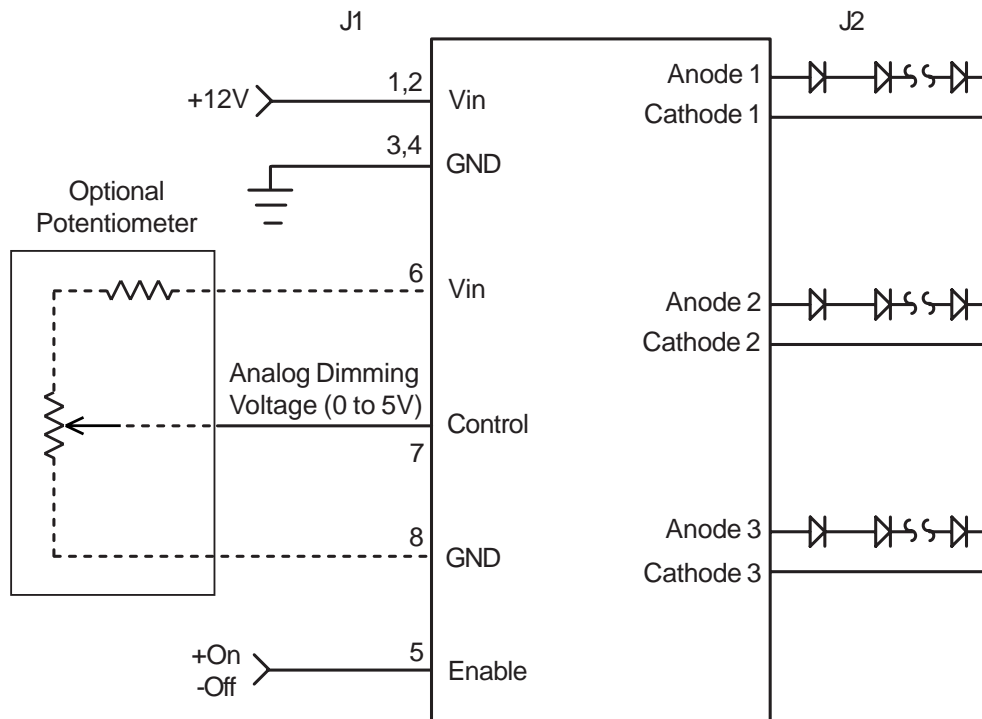 J1
J2
+12V
1,2
Vin
3,4
GND
Optional
Potentiometer
6
Vin
Analog Dimming
Voltage (0 to 5V)
Control
7
8
GND
+On
-Off
5
Enable
Anode 1
Cathode 1
Anode 2
Cathode 2
Anode 3
Cathode 3